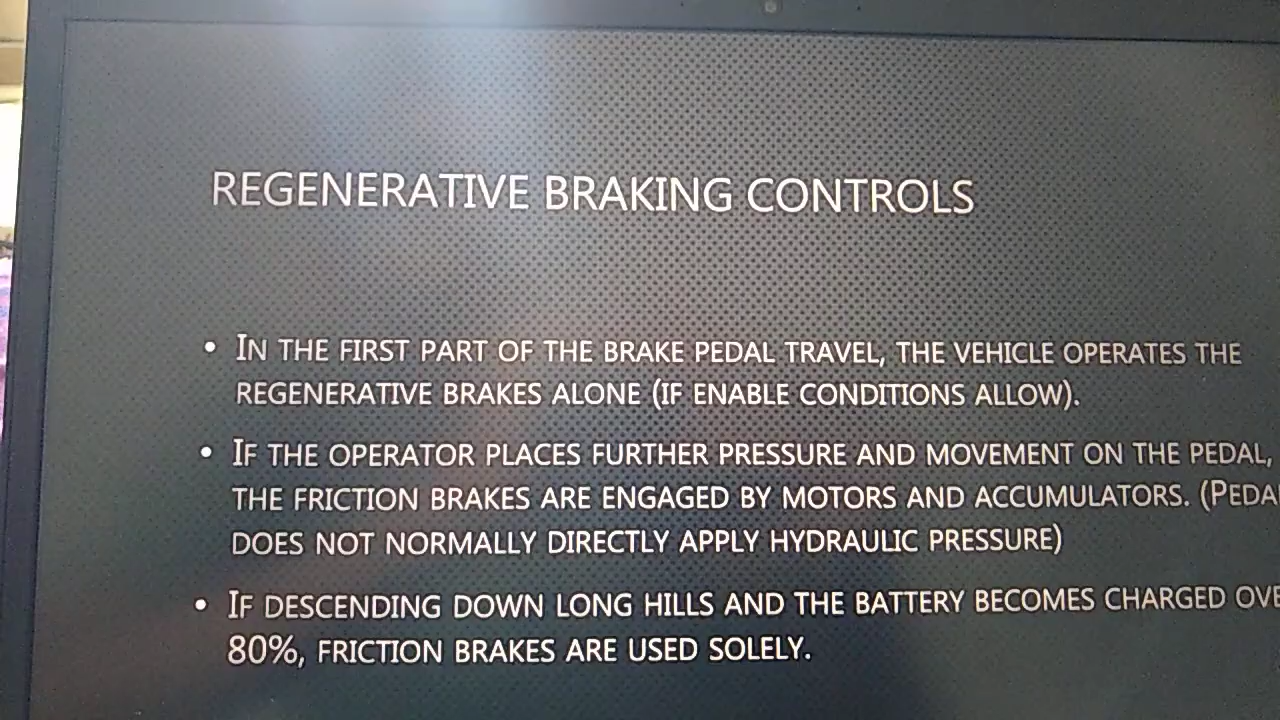 REGENERATIVE BRAKING CONTROLS
• IN THE FIRST PART OF THE BRAKE PEDAL TRAVEL, THE VEHICLE OPERATES THE
REGENERATIVE BRAKES ALONE (IF ENABLE CONDITIONS ALLOW).
• IF THE OPERATOR PLACES FURTHER PRESSURE AND MOVEMENT ON THE PEDAL,
THE FRICTION BRAKES ARE ENGAGED BY MOTORS AND ACCUMULATORS. (
DOES NOT NORMALLY DIRECTLY APPLY HYDRAULIC PRESSURE)
• IF DESCENDING DOWN LONG HILLS AND THE BATTERY BECOMES CHARGED
80%, FRICTION BRAKES ARE USED SOLELY.